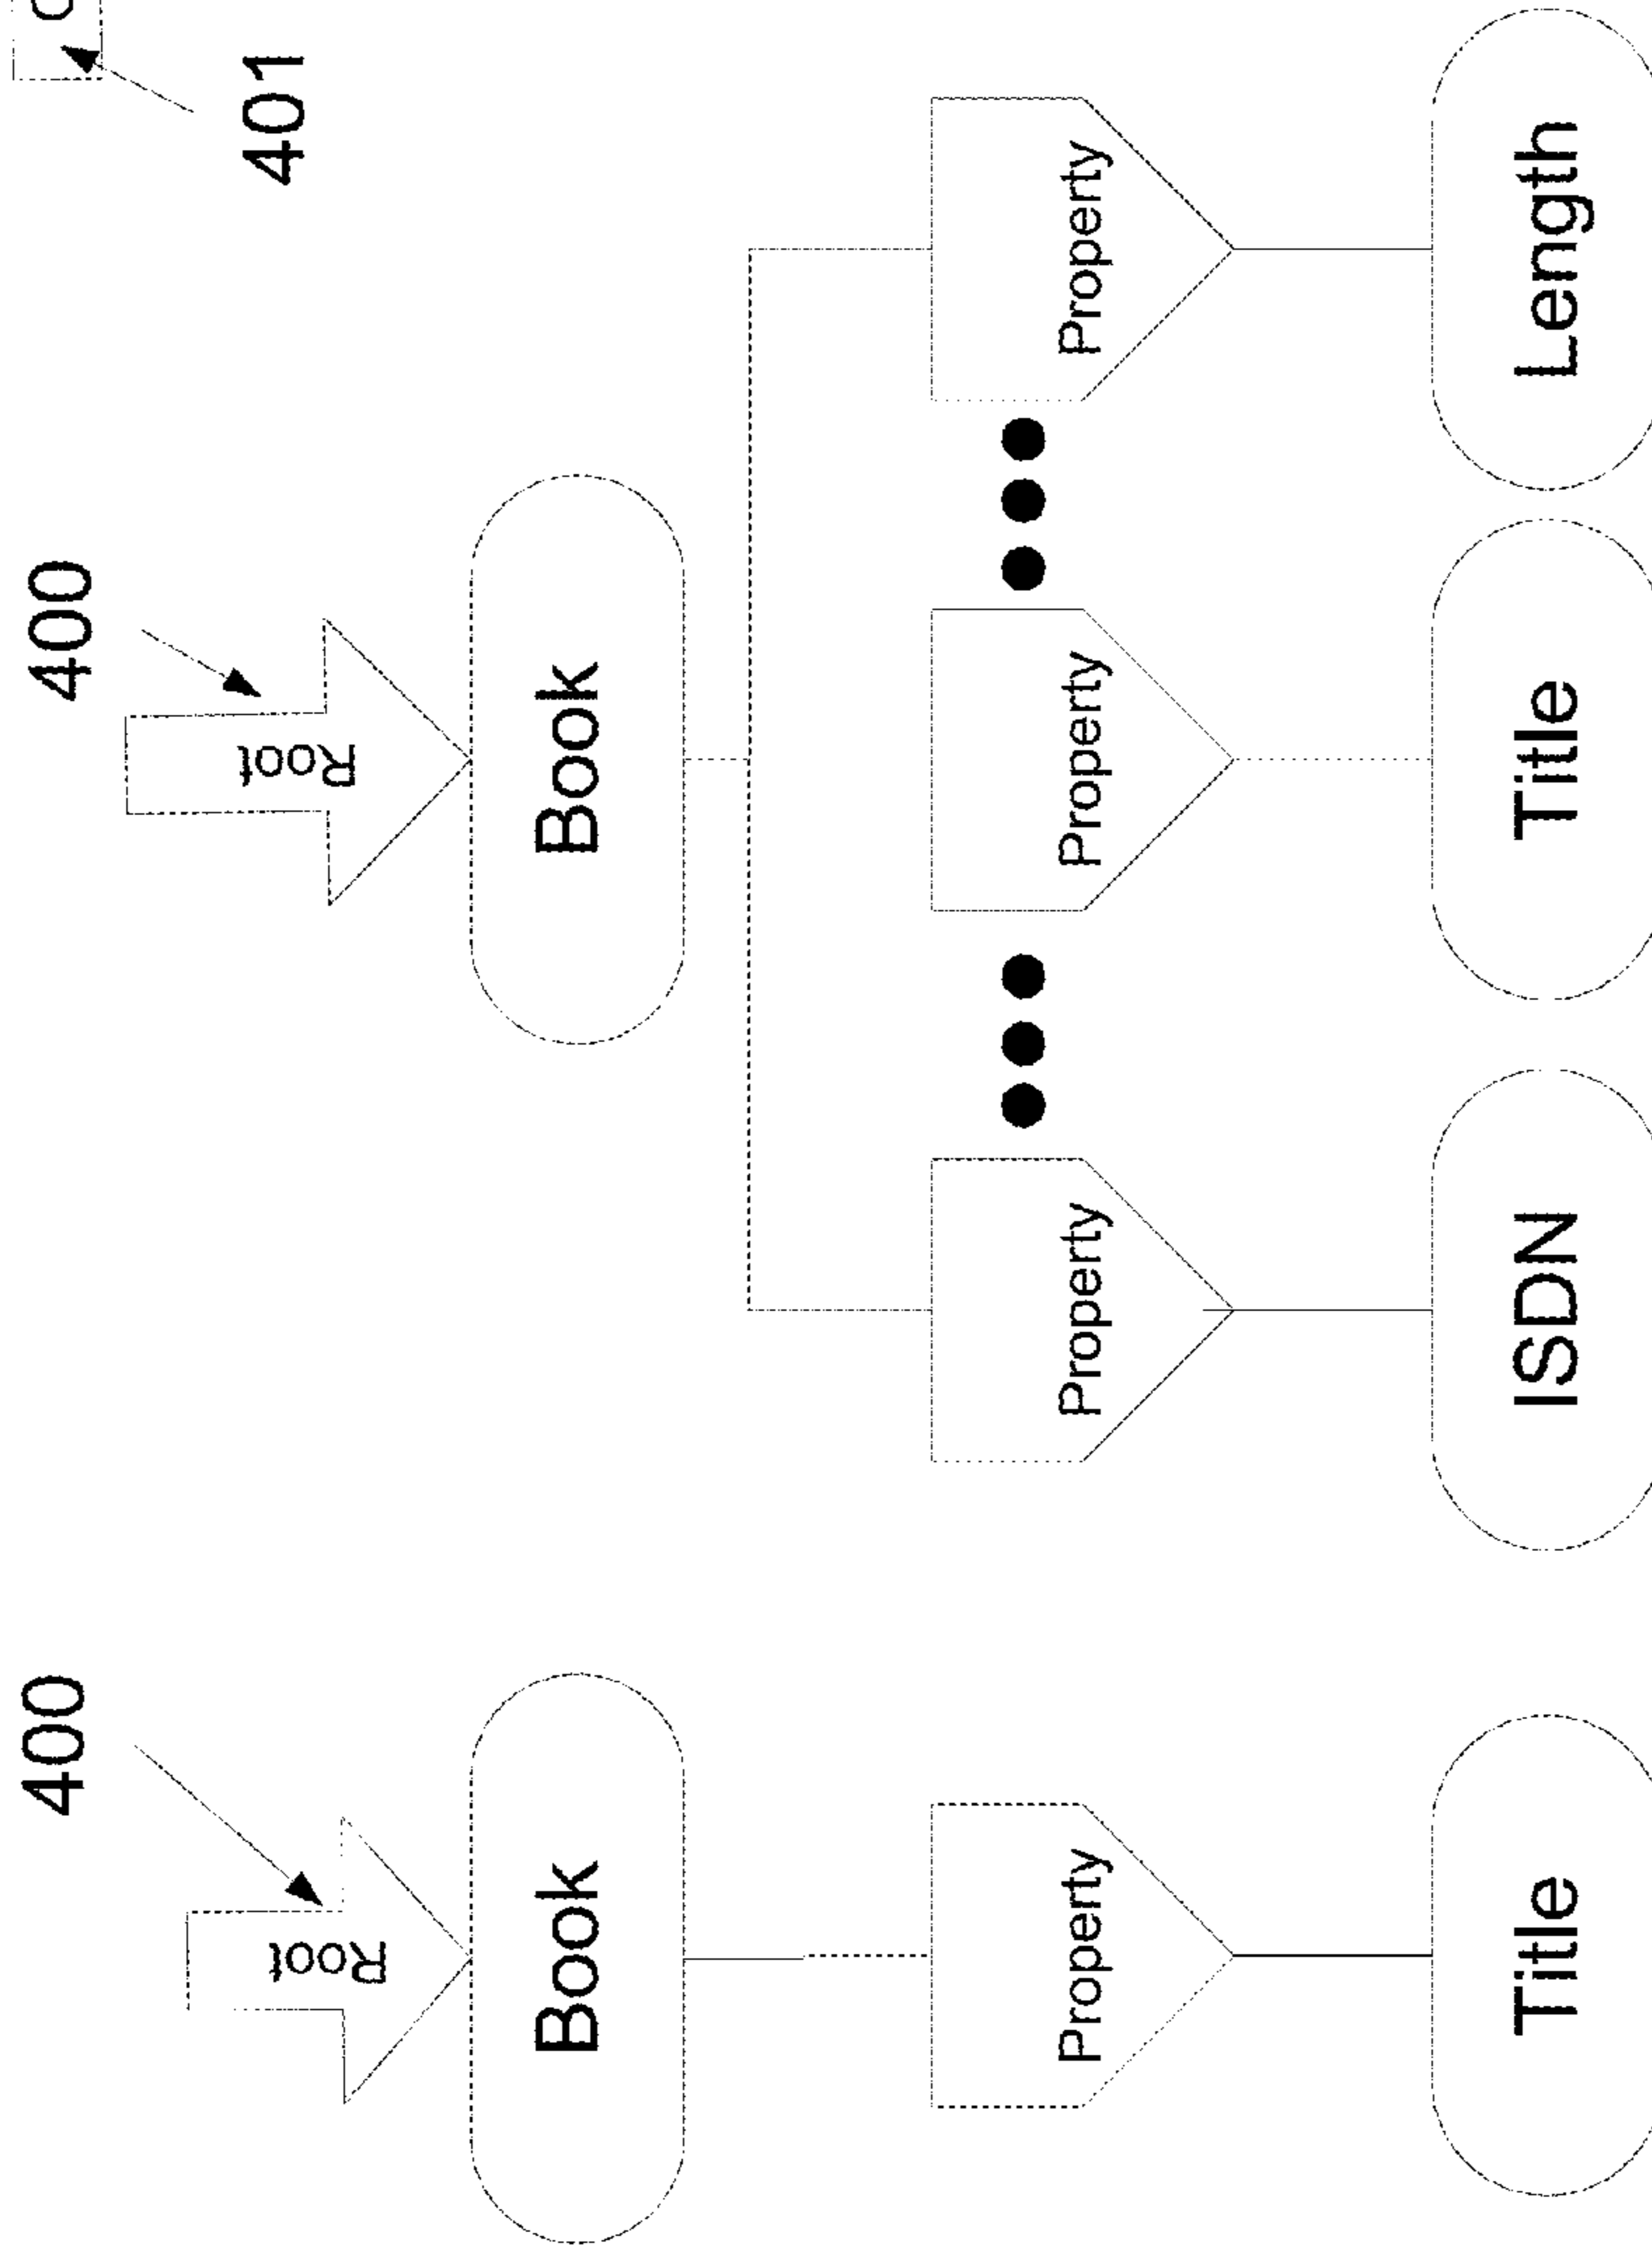 400
400
401
Root
Root
Book
Book
Property
Property
Property
Property
Title
ISDN
Title
Length